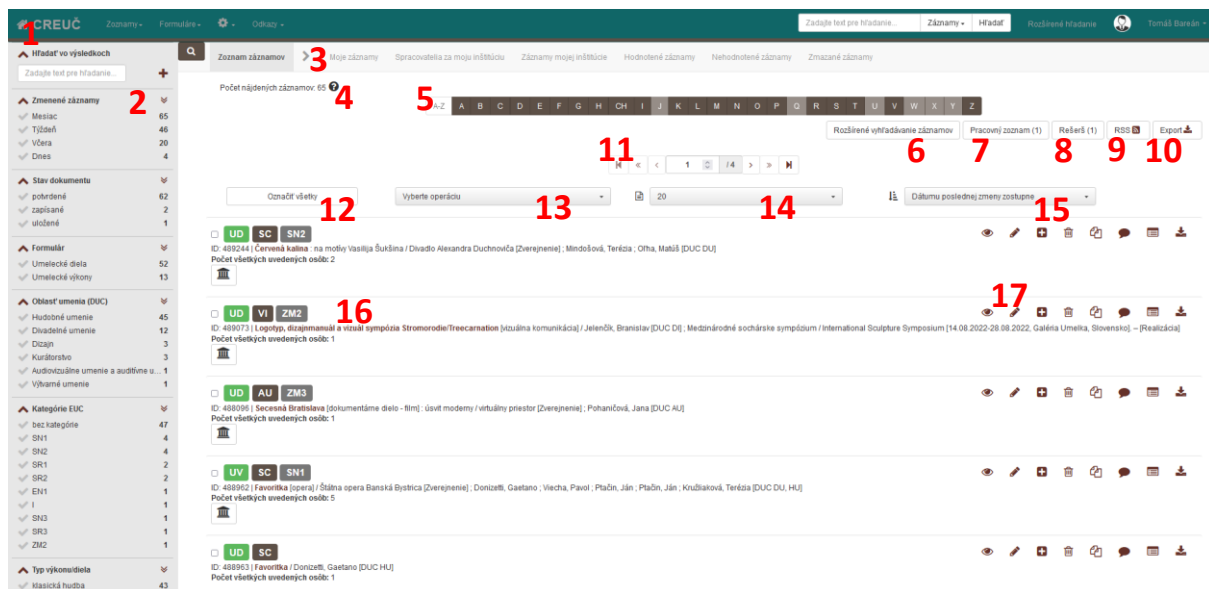 CREUČ Zoznamy Formuláre Odkazy Zadajte text pre hľadanie... Záznamy Hľadať Rozšírené hľadanie Tomáš Bareán
1
Hľadať vo výsledkoch
Zadajte text pre hľadanie...
Zmenené záznamy
2
Mesiac 65
Týždeň 46
Včera 20
Dnes 4
Stav dokumentu
potvrdené 62
zapísané 2
uložené 1
Formulár
Umelecké diela 52
Umelecké výkony 13
Oblasť umenia (DUC)
Hudobné umenie 45
Divadelné umenie 12
Dizajn 3
Kurátorstvo 3
Audiovizuálne umenie a auditívne u... 1
Výtvarné umenie 1
Kategórie EUC
bez kategórie 47
SN1 4
SN2 4
SR1 2
SR2 2
EN1 1
I 1
SN3 1
SR3 1
ZM2 1
Typ výkonu/diela
klasická hudba 43
Zoznam záznamov 3 Moje záznamy Spracovatelia za moju inštitúciu Záznamy mojej inštitúcie Hodnotené záznamy Nehodnotené záznamy Zmazané záznamy
Počet nájdených záznamov: 65 4
5 A-Z A B C D E F G H CH I J K L M N O P Q R S T U V W X Y Z
Rozšírené vyhľadávanie záznamov Pracovný zoznam (1) Rešerš (1) RSS Export
6 7 8 9 10
11
1 / 4
Označiť všetky Vyberte operáciu 20 Dátumu poslednej zmeny zostupne
12 13 14 15
UD SC SN2
ID: 489244 | Červená kalina : na motívy Vasilija Šukšina / Divadlo Alexandra Duchnoviča [Zverejnenie] ; Mindošová, Terézia ; Oľha, Matúš [DUC DU]
Počet všetkých uvedených osôb: 2
16 17
UD VI ZM2
ID: 489073 | Logotyp, dizajnmanuál a vizuál sympózia Stromorodie/Treecarnation [vizuálna komunikácia] / Jelenčík, Branislav [DUC DI] ; Medzinárodné sochárske sympózium / International Sculpture Symposium [14.08.2022-28.08.2022, Galéria Umelka, Slovensko]. – [Realizácia]
Počet všetkých uvedených osôb: 1
UD AU ZM3
ID: 488096 | Secesná Bratislava [dokumentárne dielo - film] : úsvit moderny / virtuálny priestor [Zverejnenie] ; Pohaničová, Jana [DUC AU]
Počet všetkých uvedených osôb: 1
UV SC SN1
ID: 488962 | Favoritka [opera] / Štátna opera Banská Bystrica [Zverejnenie] ; Donizetti, Gaetano ; Viecha, Pavol ; Ptačin, Ján ; Ptačin, Ján ; Kružliaková, Terézia [DUC DU, HU]
Počet všetkých uvedených osôb: 5
UD SC
ID: 488963 | Favoritka / Donizetti, Gaetano [DUC HU]
Počet všetkých uvedených osôb: 1